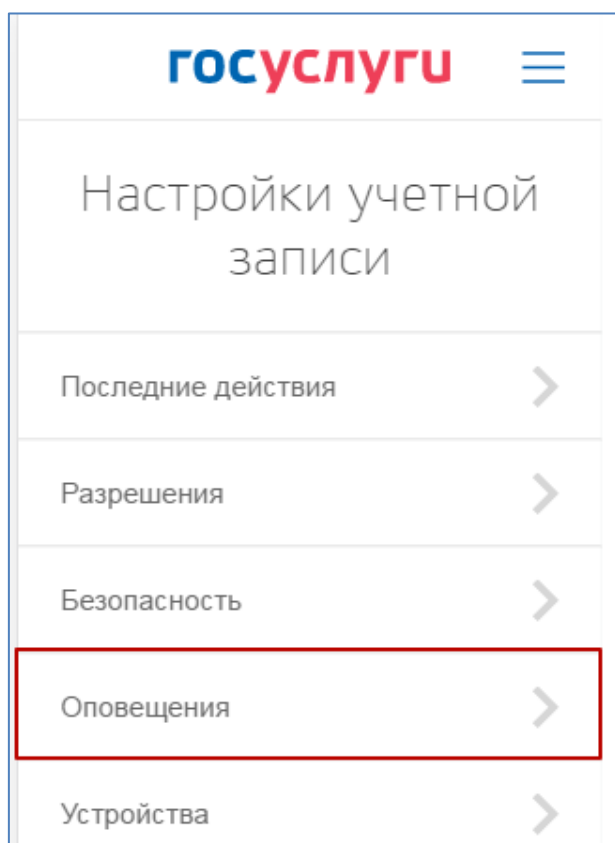 госуслуги
Настройки учетной
записи
Последние действия
Разрешения
Безопасность
Оповещения
Устройства